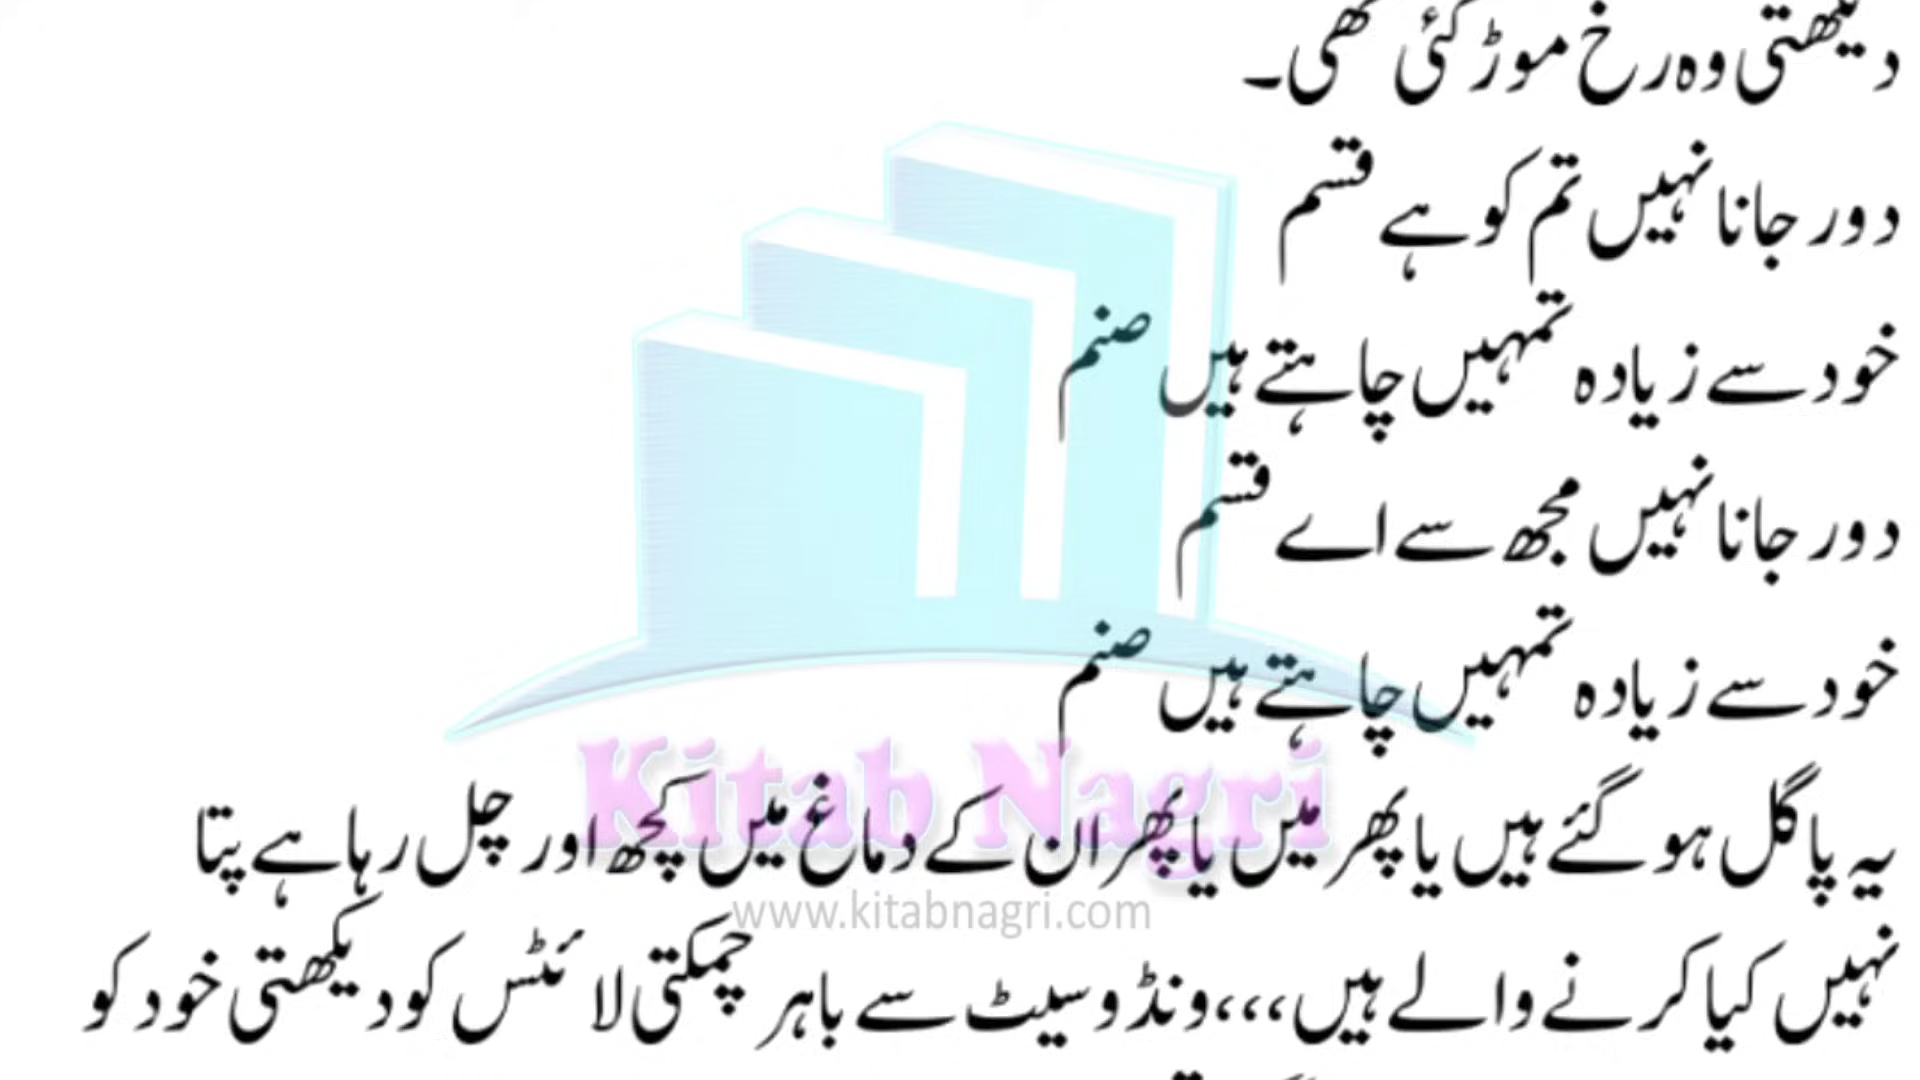 دیکھتی وہ رخ موڑ گئی تھی۔
دور جانا نہیں تم کو ہے قسم
خود سے زیادہ تمہیں چاہتے ہیں صنم
دور جانا نہیں مجھ سے اے قسم
خود سے زیادہ تمہیں چاہتے ہیں صنم
Kitab Nagri
یہ پاگل ہو گئے ہیں یا پھر میں یا پھر ان کے دماغ میں کچھ اور چل رہا ہے پتا
www.kitabnagri.com
نہیں کیا کرنے والے ہیں،،،ونڈو سیٹ سے باہر چمکتی لائٹس کو دیکھتی خود کو